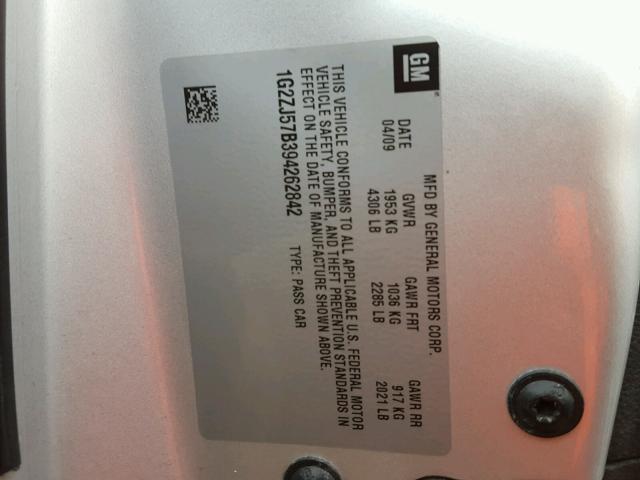 GM
MFD BY GENERAL MOTORS CORP.
DATE GVWR GAWR FRT GAWR RR
04/09 1953 KG 1036 KG 917 KG
4306 LB 2285 LB 2021 LB
THIS VEHICLE CONFORMS TO ALL APPLICABLE U.S. FEDERAL MOTOR
VEHICLE SAFETY, BUMPER, AND THEFT PREVENTION STANDARDS IN
EFFECT ON THE DATE OF MANUFACTURE SHOWN ABOVE.
1G2ZJ57B394262842 TYPE: PASS CAR